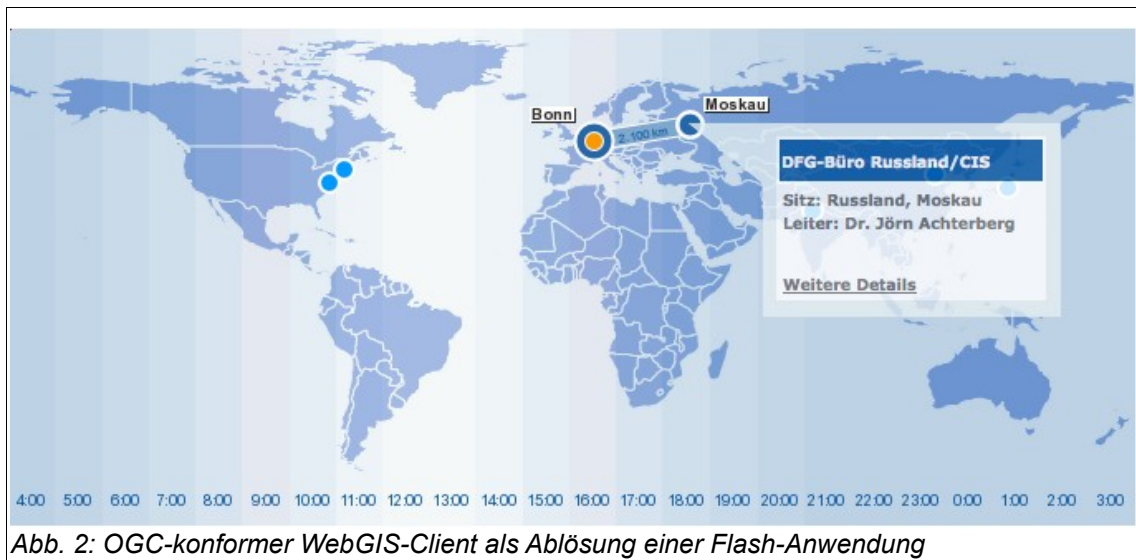 Bonn
Moskau
2.100 km
DFG-Büro Russland/CIS
Sitz: Russland, Moskau
Leiter: Dr. Jörn Achterberg
Weitere Details
4:00 5:00 6:00 7:00 8:00 9:00 10:00 11:00 12:00 13:00 14:00 15:00 16:00 17:00 18:00 19:00 20:00 21:00 22:00 23:00 0:00 1:00 2:00 3:00
Abb. 2: OGC-konformer WebGIS-Client als Ablösung einer Flash-Anwendung